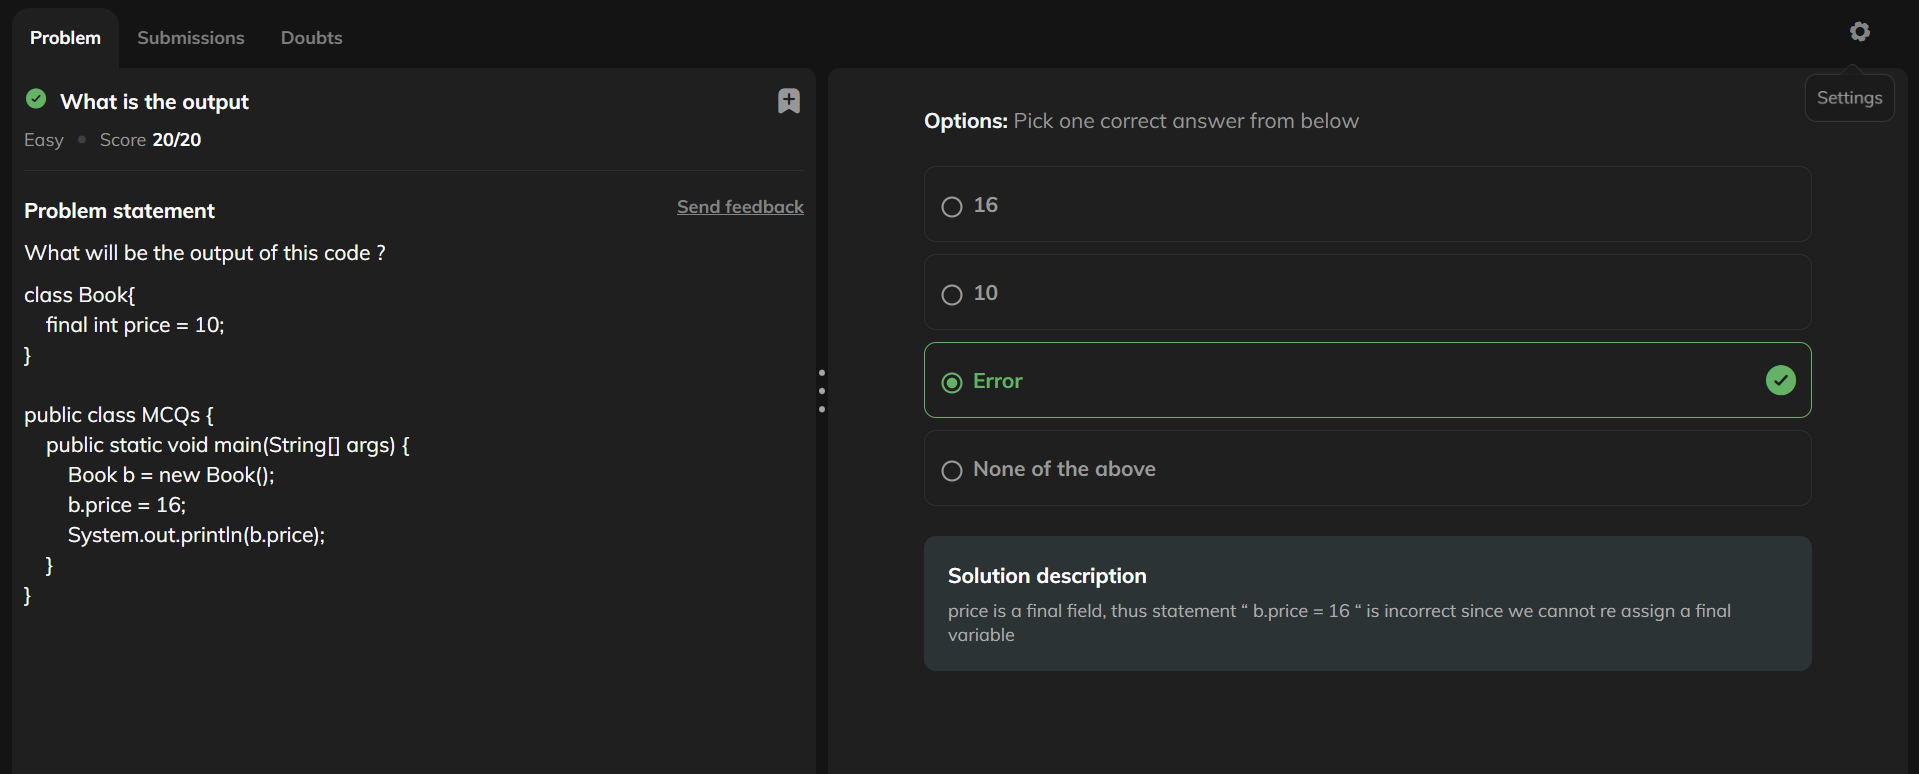 Problem
Submissions
Doubts
Settings
What is the output
Easy • Score 20/20
Problem statement
Send feedback
What will be the output of this code ?
class Book{
    final int price = 10;
}

public class MCQs {
    public static void main(String[] args) {
        Book b = new Book();
        b.price = 16;
        System.out.println(b.price);
    }
}
Options: Pick one correct answer from below
16
10
Error
None of the above
Solution description
price is a final field, thus statement “ b.price = 16 “ is incorrect since we cannot re assign a final
variable